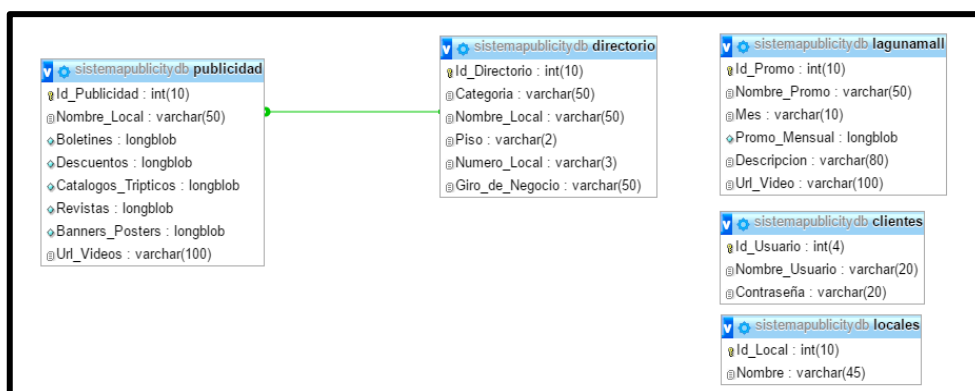 sistemapublicitydb publicidad
Id_Publicidad : int(10)
Nombre_Local : varchar(50)
Boletines : longblob
Descuentos : longblob
Catalogos_Tripticos : longblob
Revistas : longblob
Banners_Posters : longblob
Url_Videos : varchar(100)
sistemapublicitydb directorio
Id_Directorio : int(10)
Categoria : varchar(50)
Nombre_Local : varchar(50)
Piso : varchar(2)
Numero_Local : varchar(3)
Giro_de_Negocio : varchar(50)
sistemapublicitydb lagunamall
Id_Promo : int(10)
Nombre_Promo : varchar(50)
Mes : varchar(10)
Promo_Mensual : longblob
Descripcion : varchar(80)
Url_Video : varchar(100)
sistemapublicitydb clientes
Id_Usuario : int(4)
Nombre_Usuario : varchar(20)
Contraseña : varchar(20)
sistemapublicitydb locales
Id_Local : int(10)
Nombre : varchar(45)